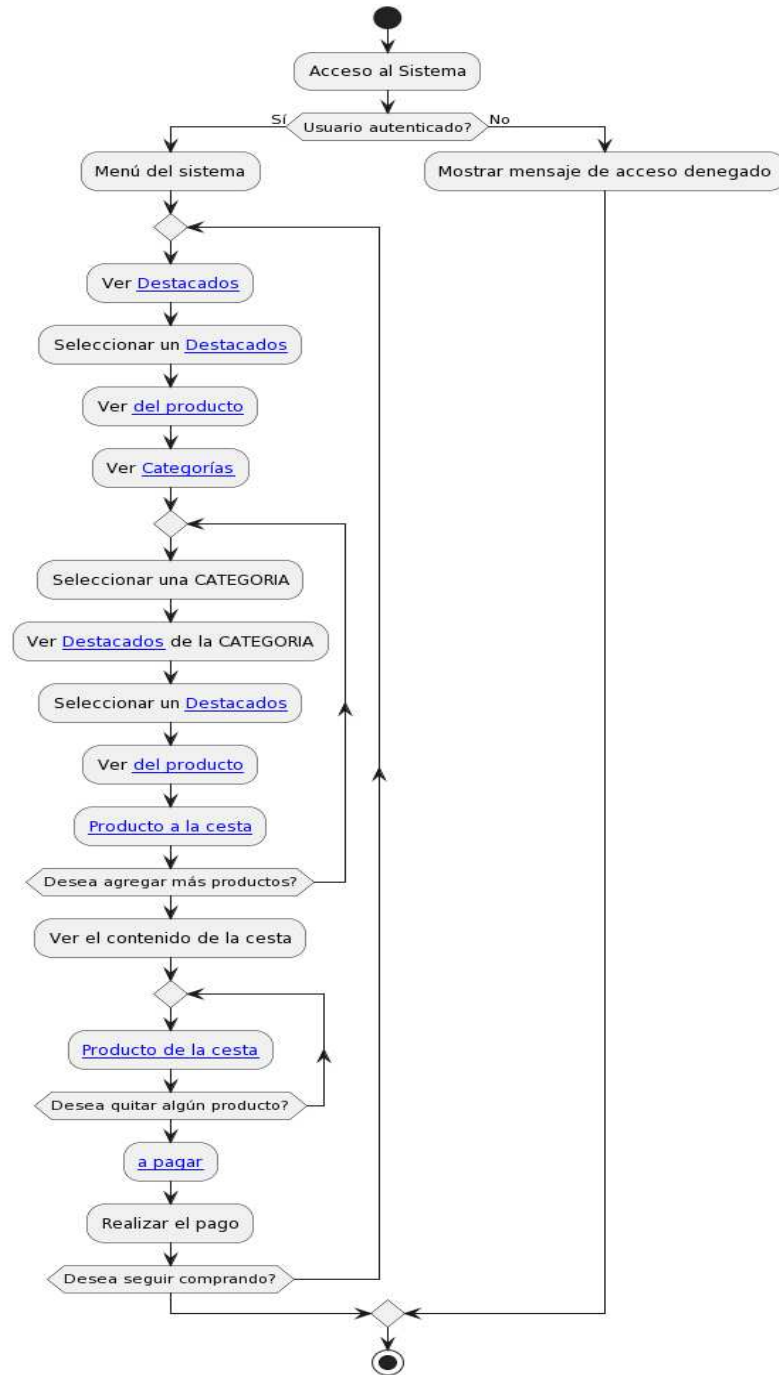 Acceso al Sistema
Usuario autenticado?
Sí
No
Menú del sistema
Mostrar mensaje de acceso denegado
Ver Destacados
Seleccionar un Destacados
Ver del producto
Ver Categorías
Seleccionar una CATEGORIA
Ver Destacados de la CATEGORIA
Seleccionar un Destacados
Ver del producto
Producto a la cesta
Desea agregar más productos?
Ver el contenido de la cesta
Producto de la cesta
Desea quitar algún producto?
a pagar
Realizar el pago
Desea seguir comprando?